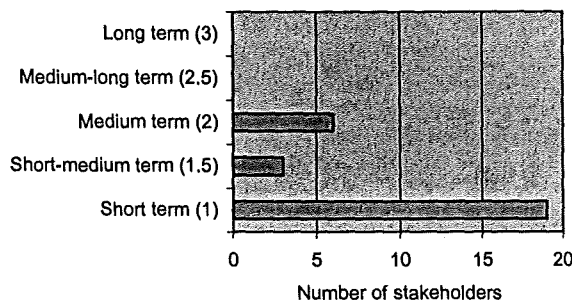 Long term (3)
Medium-long term (2.5)
Medium term (2)
Short-medium term (1.5)
Short term (1)
0 5 10 15 20
Number of stakeholders